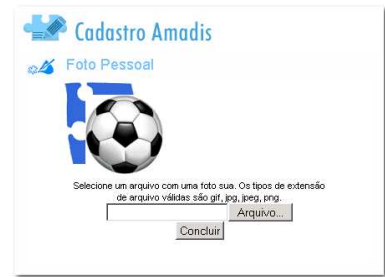 Cadastro Amadis
Foto Pessoal
Selecione um arquivo com uma foto sua. Os tipos de extensão
de arquivo válidas são gif, jpg, jpeg, png.
Arquivo...
Concluir